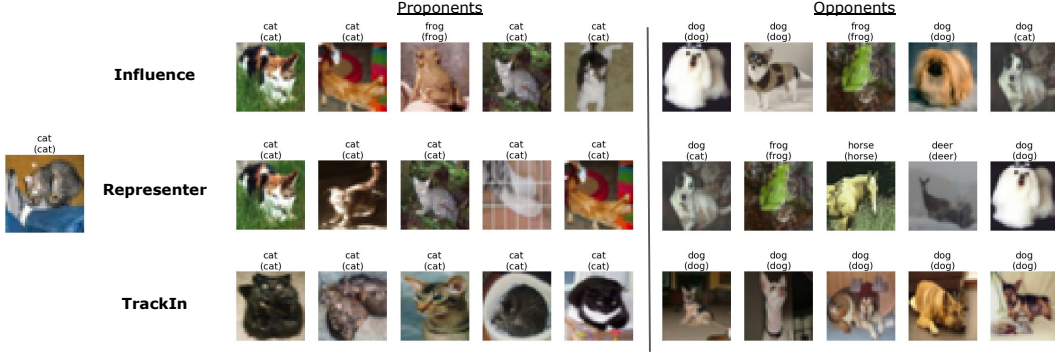 Proponents
Opponents
cat cat frog cat cat dog dog frog dog dog
(cat) (cat) (frog) (cat) (cat) (dog) (dog) (frog) (dog) (cat)
Influence
cat
(cat)
cat cat cat cat cat dog frog horse deer dog
(cat) (cat) (cat) (cat) (cat) (cat) (frog) (horse) (deer) (dog)
Representer
cat cat cat cat cat dog dog dog dog dog
(cat) (cat) (cat) (cat) (cat) (dog) (dog) (dog) (dog) (dog)
TrackIn